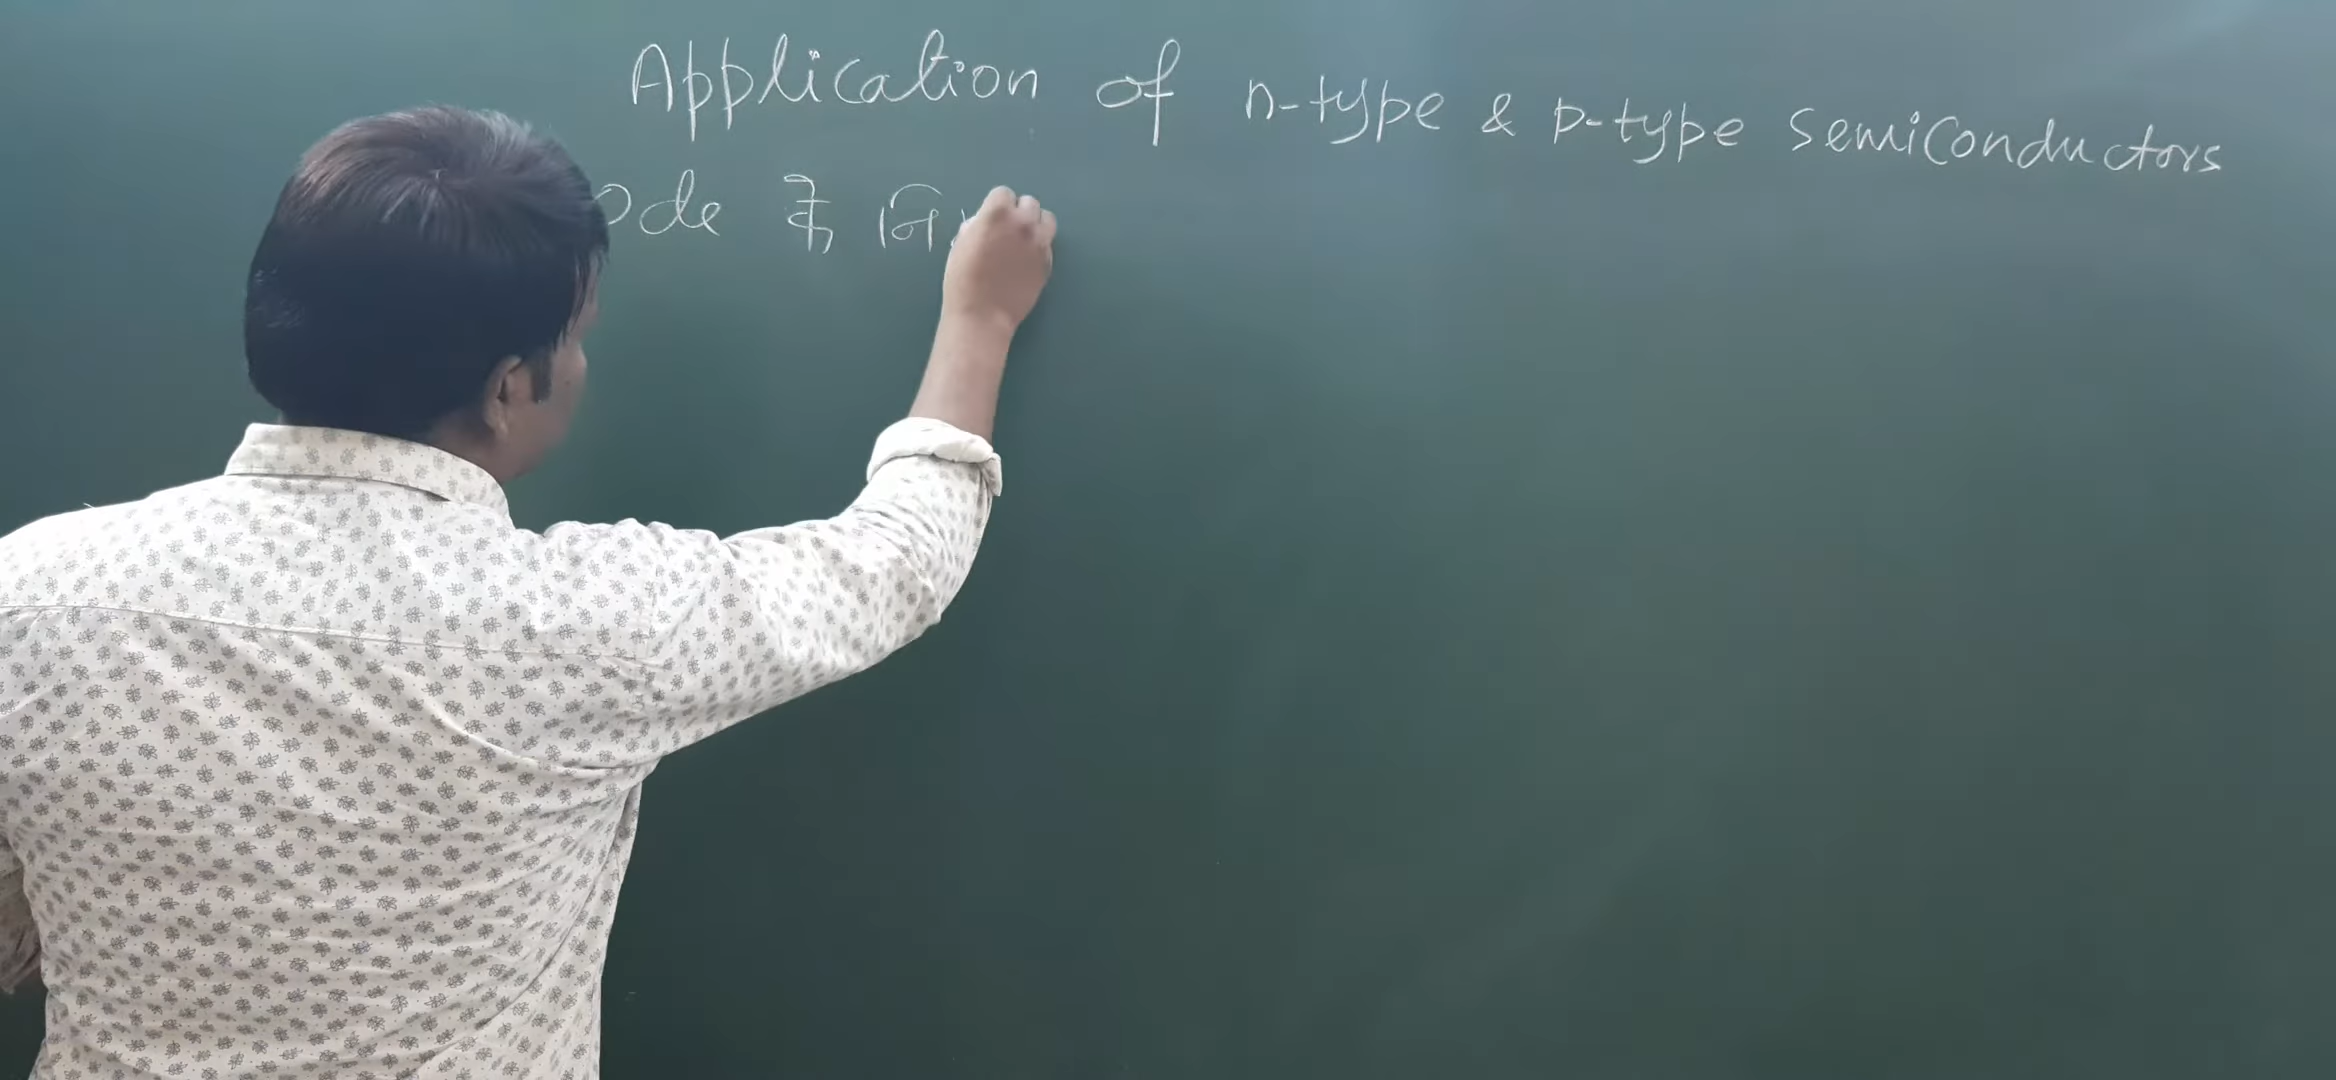 Application of n-type & p-type semiconductors
ode के